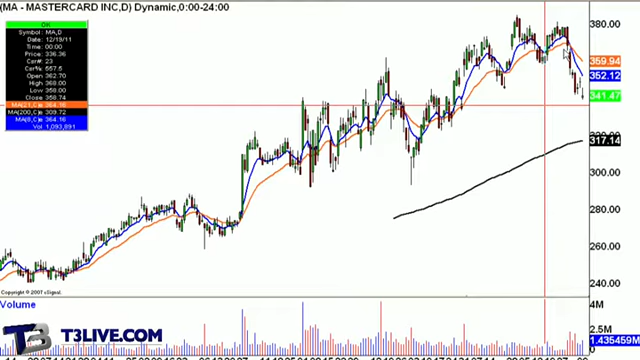 (MA - MASTERCARD INC,D) Dynamic,0:00-24:00
OK
Symbol : MA,D
Date : 12/19/11
Time : 00:00
Price : 336.36
Csr# : 23
Csr% : 557.5
Open : 362.70
High : 368.00
Low : 358.00
Close : 358.74
MA(21,C)= 364.16
MA(200,C)= 309.72
MA(8,C)= 364.16
Vol : 1,093,891
380.00
359.94
352.12
341.47
317.14
300.00
280.00
260.00
240.00
Copyright © 2007 eSignal.
Volume
4M
2M
1.435459M
T3 T3LIVE.COM